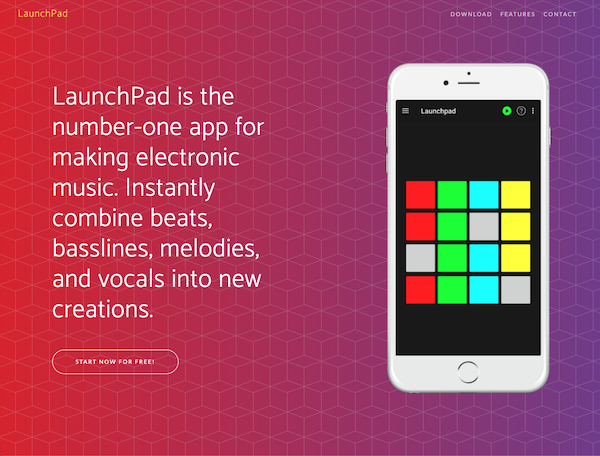 LaunchPad
DOWNLOAD FEATURES CONTACT
LaunchPad is the
number-one app for
making electronic
music. Instantly
combine beats,
basslines, melodies,
and vocals into new
creations.
START NOW FOR FREE!
Launchpad
?